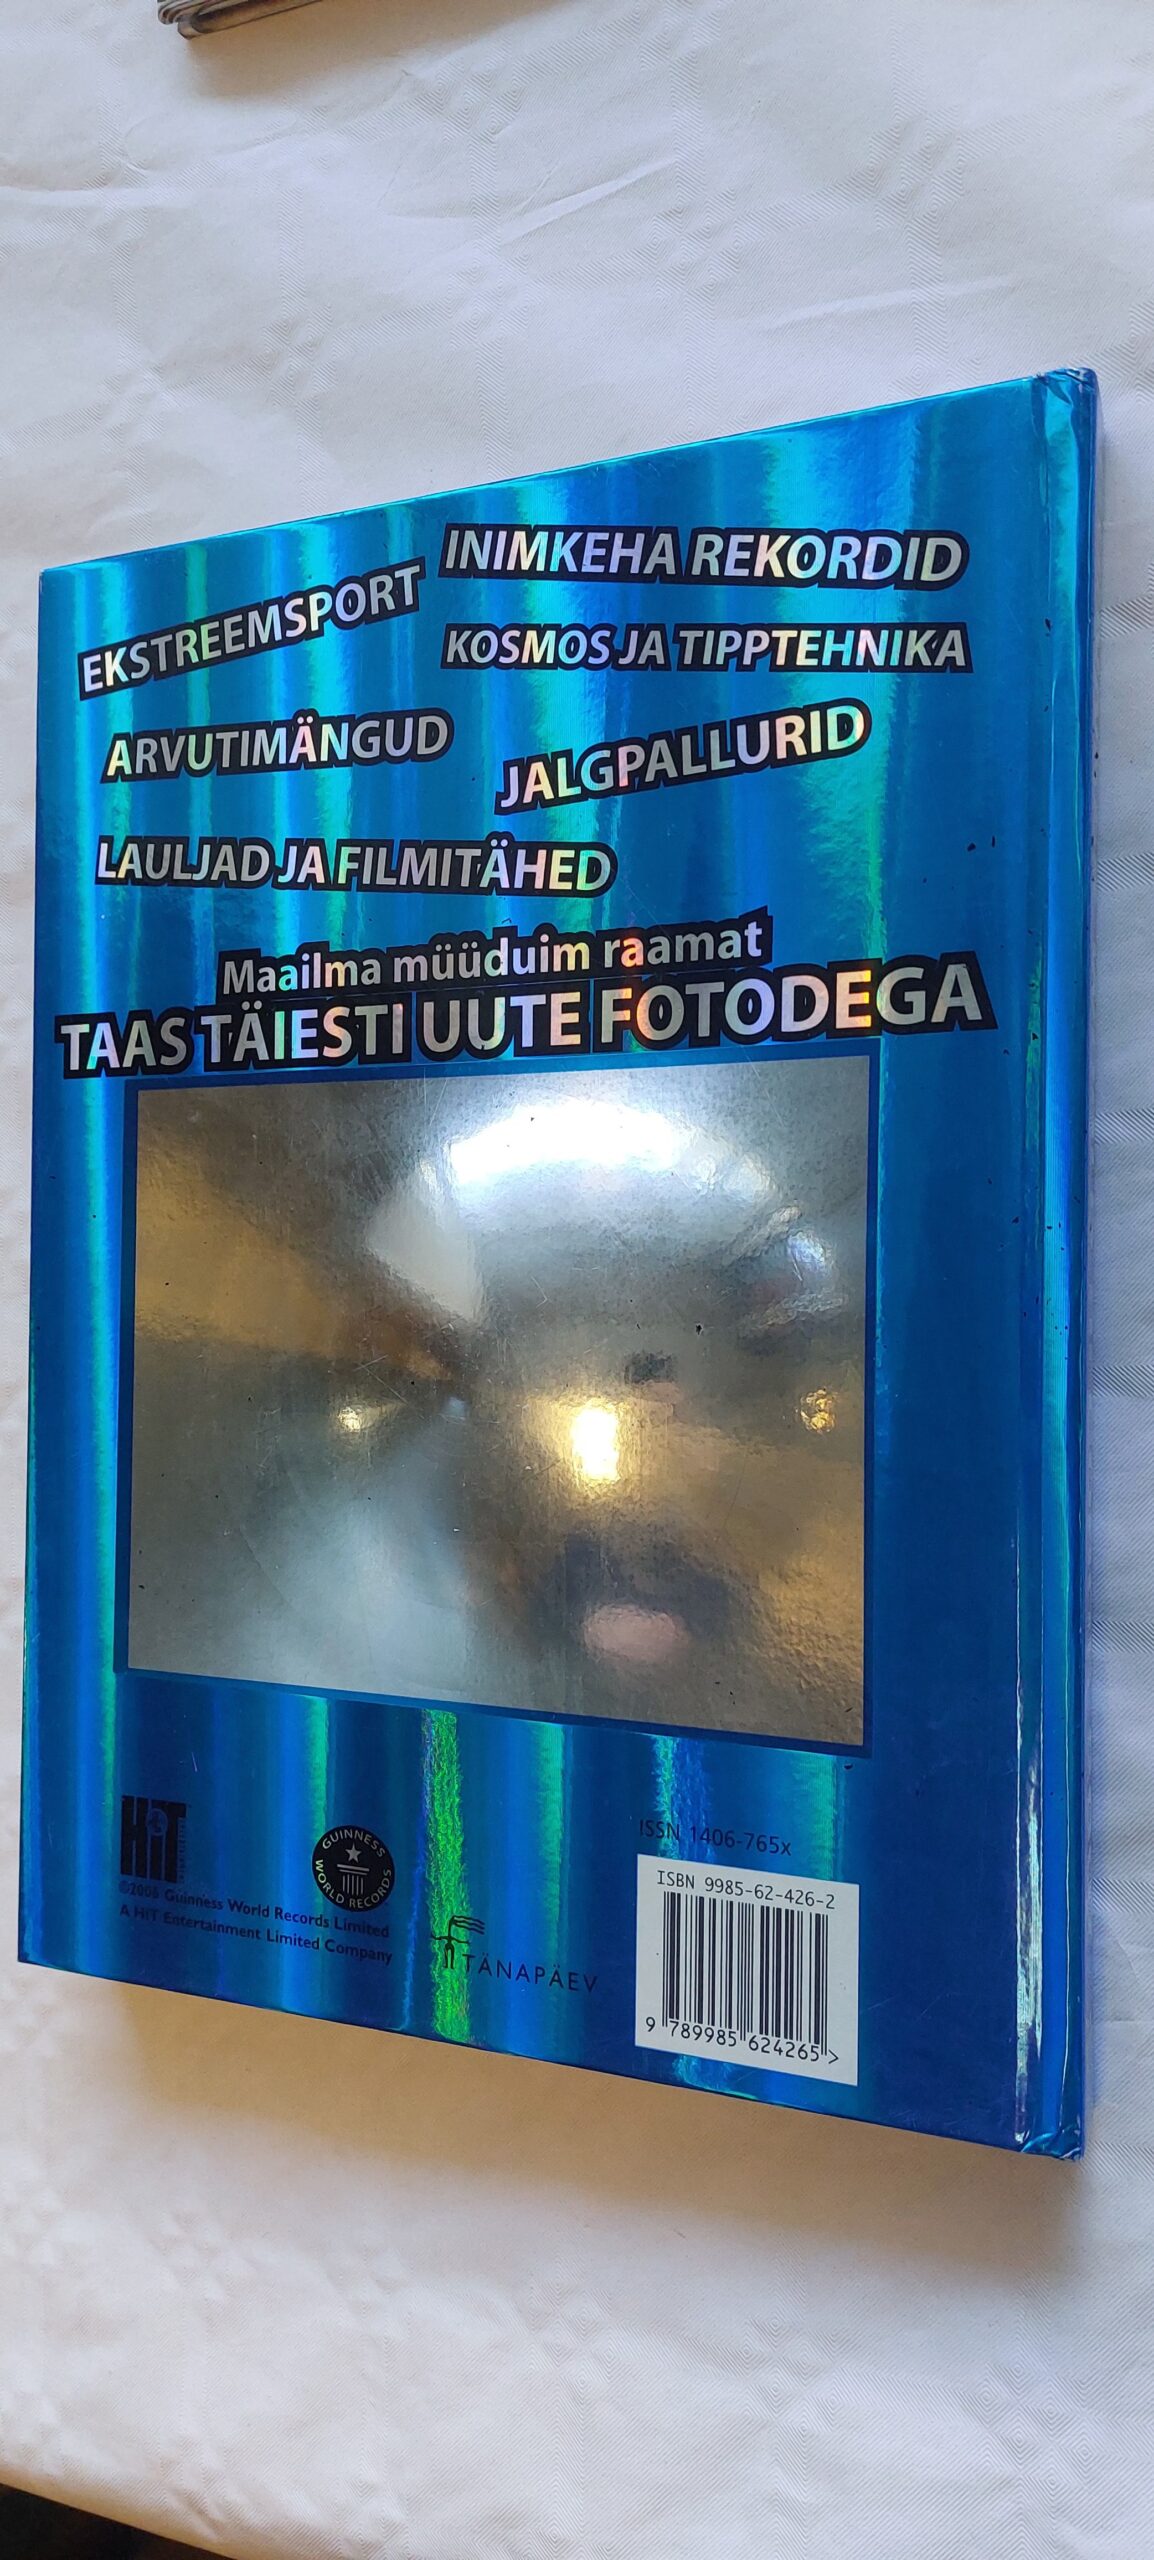 INIMKEHA REKORDID
EKSTREEMSPORT
KOSMOS JA TIPPTEHNIKA
ARVUTIMÄNGUD
JALGPALLURID
LAULJAD JA FILMITÄHED
Maailma müüduim raamat
TAAS TÄIESTI UUTE FOTODEGA
HiT
©2006 Guinness World Records Limited
A HIT Entertainment Limited Company
GUINNESS
WORLD RECORDS
TÄNAPÄEV
ISSN 1406-765x
ISBN 9985-62-426-2
9 789985 624265 >